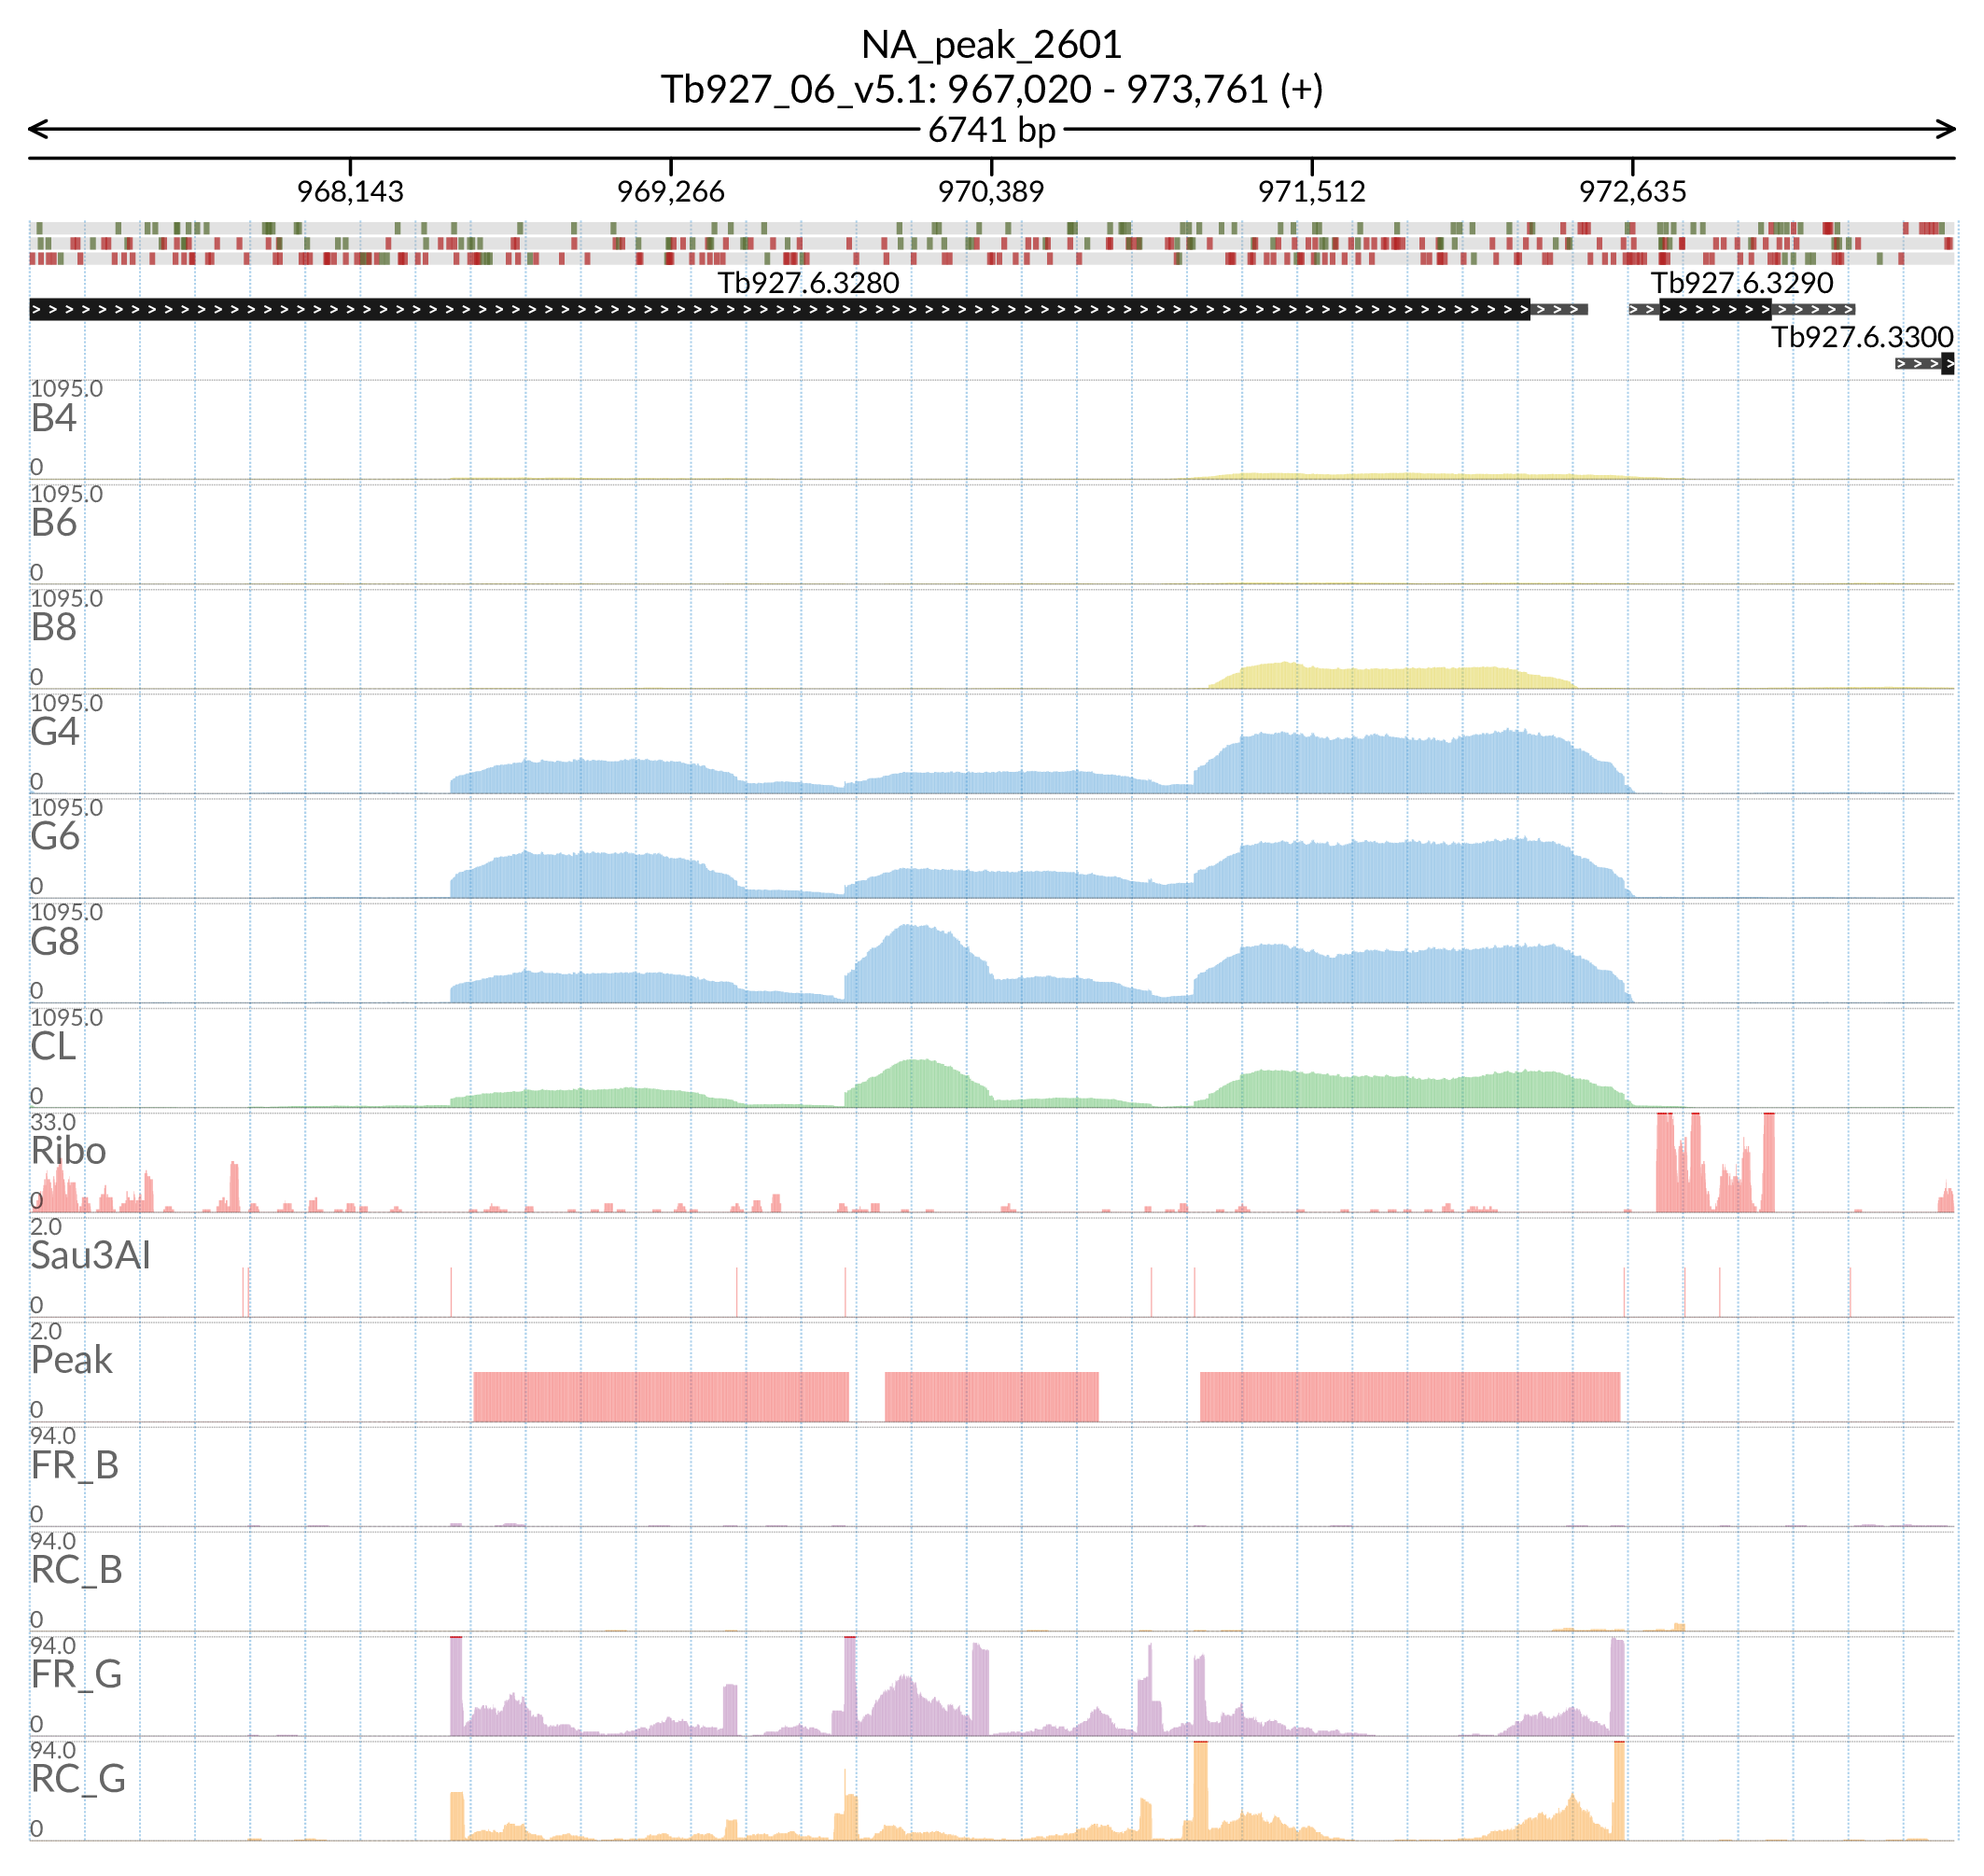 NA_peak_2601
Tb927_06_v5.1: 967,020 - 973,761 (+)
6741 bp
968,143 969,266 970,389 971,512 972,635
Tb927.6.3280 Tb927.6.3290
Tb927.6.3300
1095.0
B4
0
1095.0
B6
0
1095.0
B8
0
1095.0
G4
0
1095.0
G6
0
1095.0
G8
0
1095.0
CL
0
33.0
Ribo
0
2.0
Sau3AI
0
2.0
Peak
0
94.0
FR_B
0
94.0
RC_B
0
94.0
FR_G
0
94.0
RC_G
0